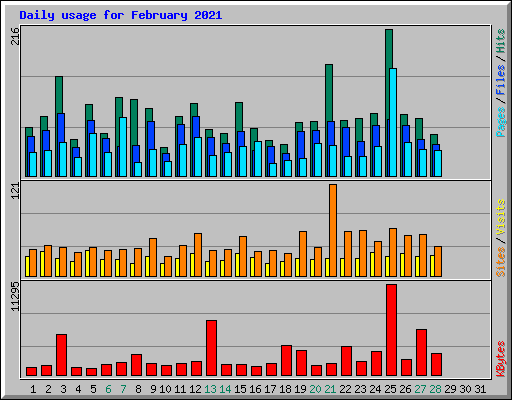 Daily usage for February 2021
216
Pages / Files / Hits
121
Sites / Visits
11295
KBytes
1 2 3 4 5 6 7 8 9 10 11 12 13 14 15 16 17 18 19 20 21 22 23 24 25 26 27 28 29 30 31